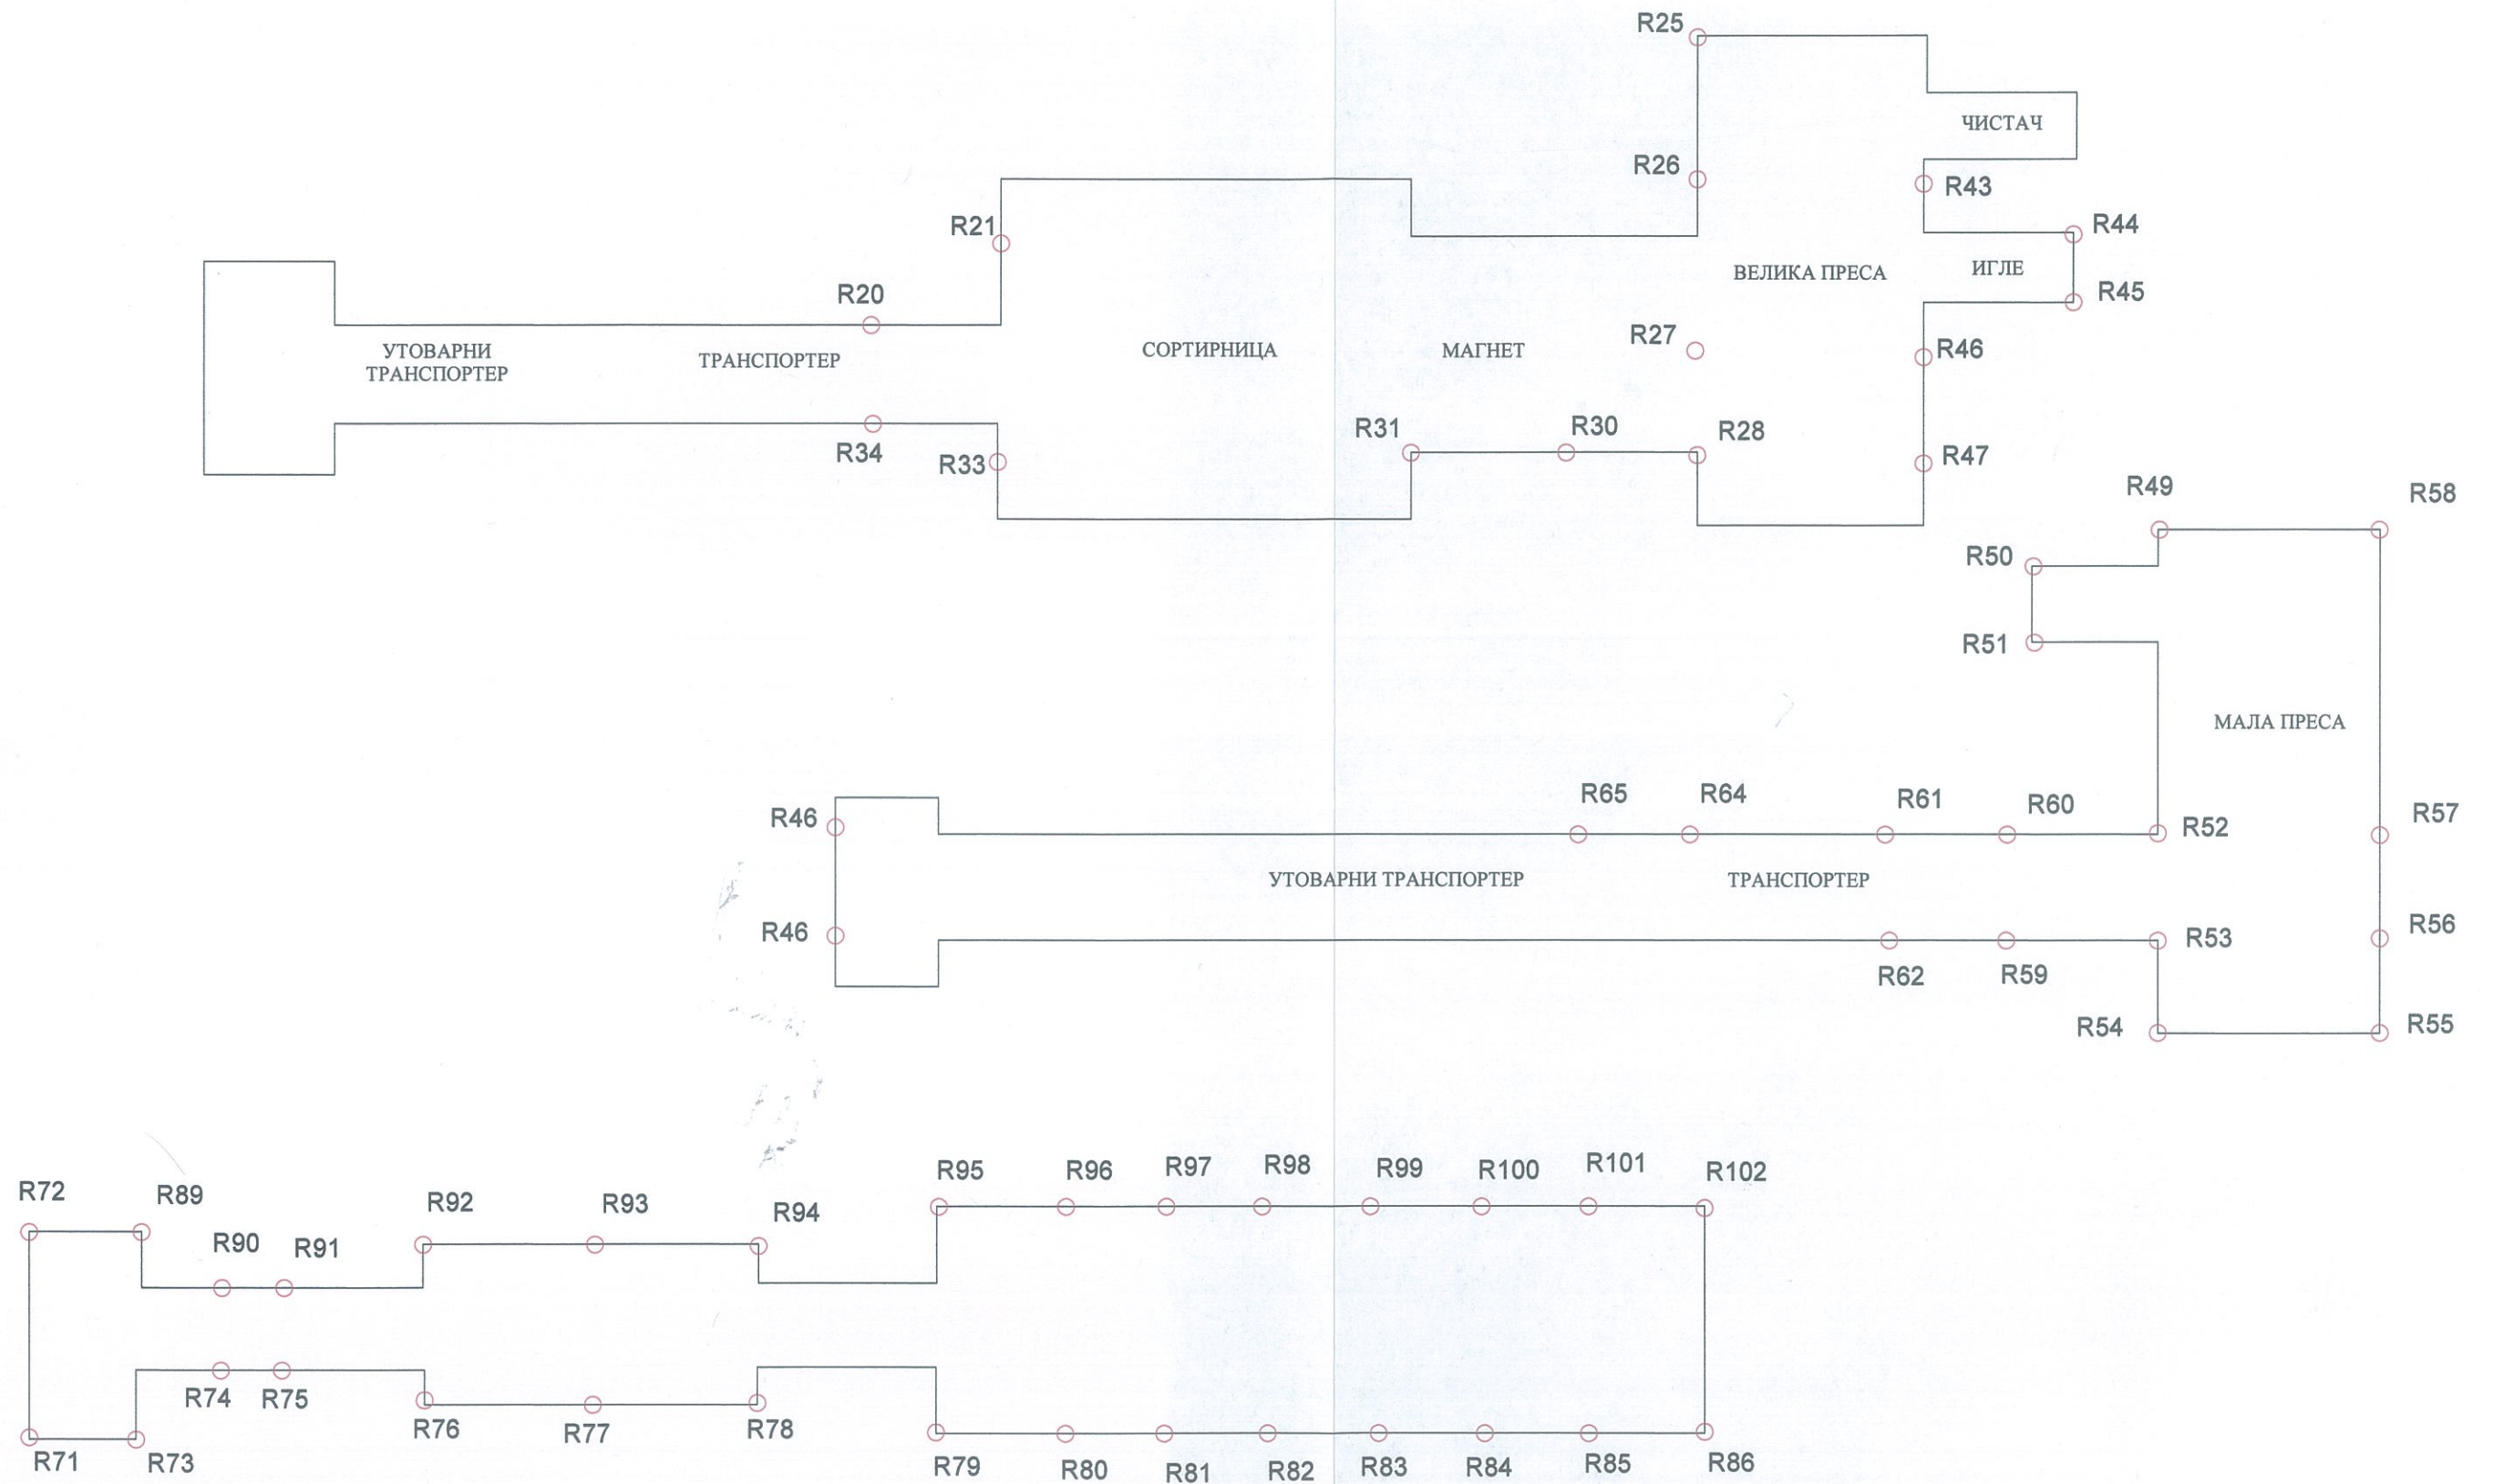 R25
ЧИСТАЧ
R26
R43
R21
R44
ВЕЛИКА ПРЕСА
ИГЛЕ
R45
R20
R27
R46
УТОВАРНИ
ТРАНСПОРТЕР
ТРАНСПОРТЕР
СОРТИРНИЦА
МАГНЕТ
R34
R33
R31
R30
R28
R47
R49
R58
R50
R51
МАЛА ПРЕСА
R46
R65
R64
R61
R60
R52
R57
УТОВАРНИ ТРАНСПОРТЕР
ТРАНСПОРТЕР
R46
R62
R59
R53
R56
R54
R55
R72
R89
R90
R91
R92
R93
R94
R95
R96
R97
R98
R99
R100
R101
R102
R71
R73
R74
R75
R76
R77
R78
R79
R80
R81
R82
R83
R84
R85
R86